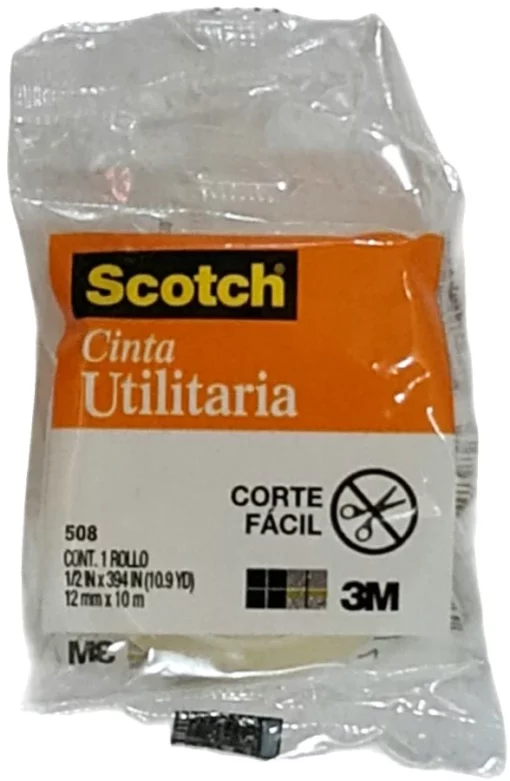 Scotch®
Cinta
Utilitaria
CORTE
FÁCIL
508
CONT. 1 ROLLO
1/2 IN x 394 IN (10.9 YD)
12 mm x 10 m
3M
3M